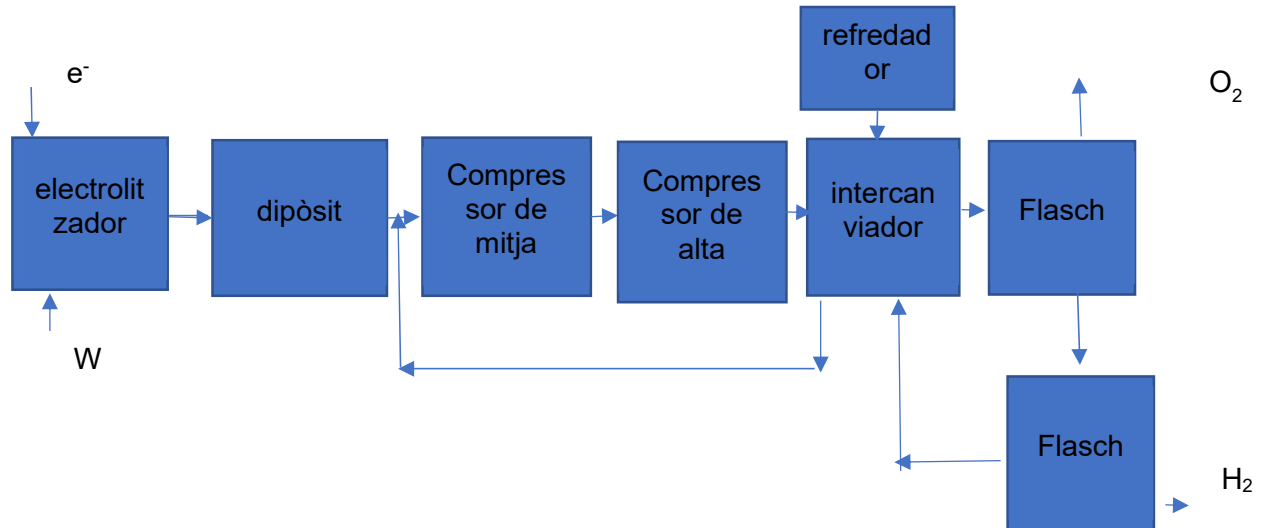 refredad
or
e-
O2
electrolit
zador
dipòsit
Compres
sor de
mitja
Compres
sor de
alta
intercan
viador
Flasch
W
Flasch
H2